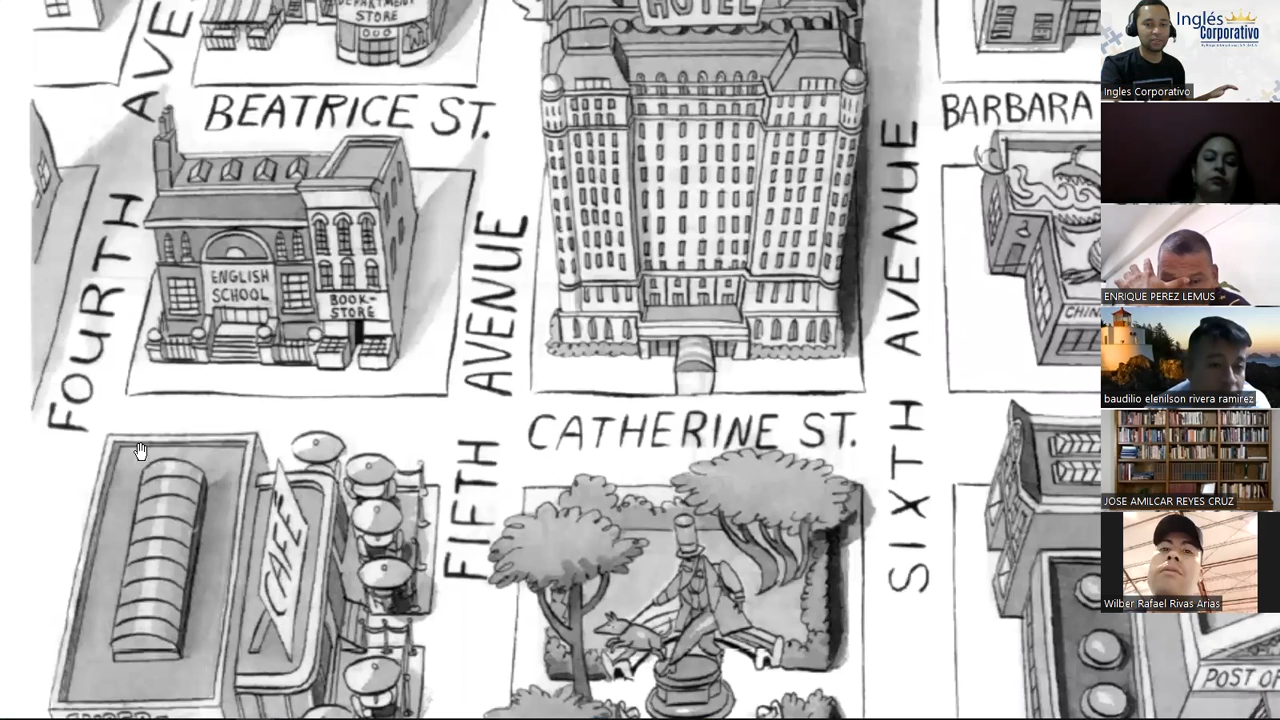 DEPARTMENT
STORE
HOTEL
FOURTH AVE
BEATRICE ST.
BARBARA
ENGLISH
SCHOOL
BOOK-
STORE
FIFTH AVENUE
SIXTH AVENUE
CATHERINE ST.
CAFE
POST OF
Inglés
Corporativo
Ingles Corporativo
ENRIQUE PEREZ LEMUS
baudilio elenilson rivera ramirez
JOSE AMILCAR REYES CRUZ
Wilber Rafael Rivas Arias